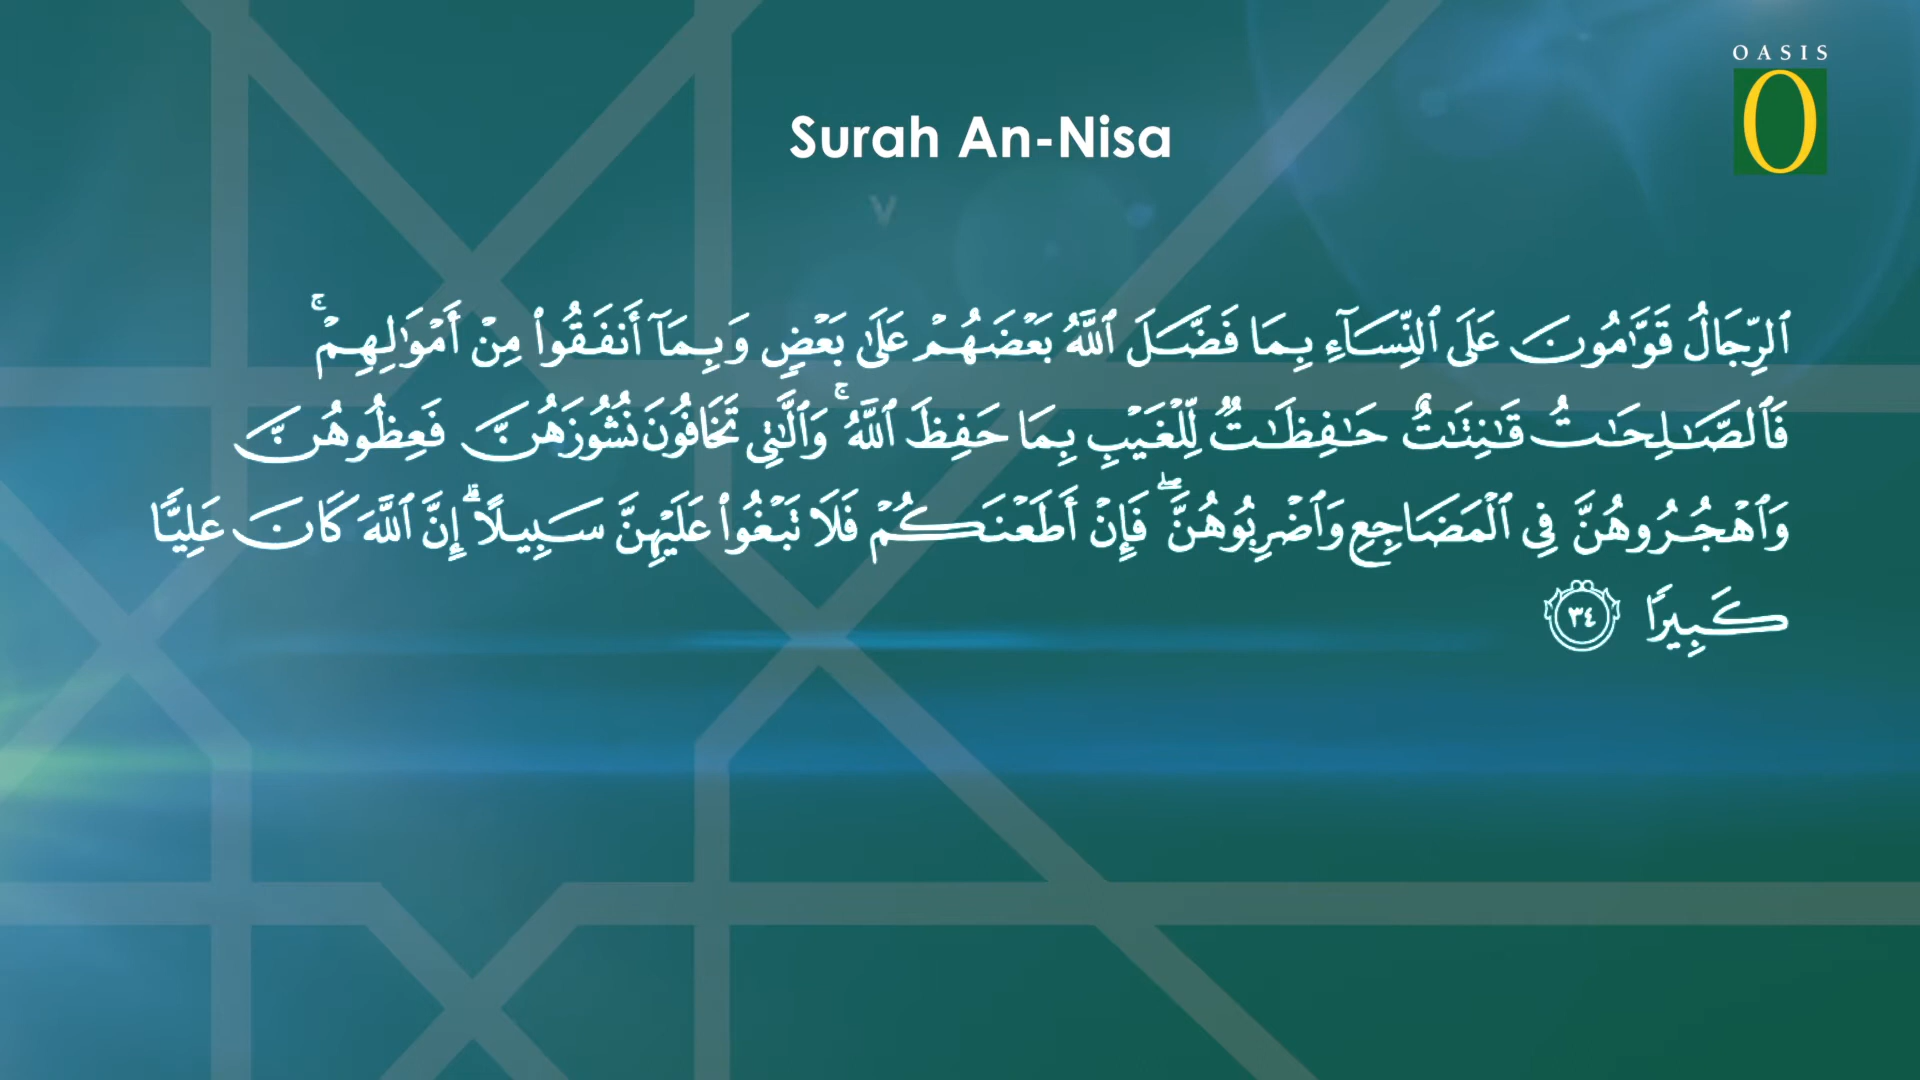 OASIS
O
Surah An-Nisa
ٱلرِّجَالُ قَوَّٰمُونَ عَلَى ٱلنِّسَآءِ بِمَا فَضَّلَ ٱللَّهُ بَعْضَهُمْ عَلَىٰ بَعْضٍ وَبِمَآ أَنفَقُوا۟ مِنْ أَمْوَٰلِهِمْ ۚ
فَٱلصَّـٰلِحَـٰتُ قَـٰنِتَـٰتٌ حَـٰفِظَـٰتٌ لِّلْغَيْبِ بِمَا حَفِظَ ٱللَّهُ ۚ وَٱلَّـٰتِى تَخَافُونَ نُشُوزَهُنَّ فَعِظُوهُنَّ
وَٱهْجُرُوهُنَّ فِى ٱلْمَضَاجِعِ وَٱضْرِبُوهُنَّ ۖ فَإِنْ أَطَعْنَكُمْ فَلَا تَبْغُوا۟ عَلَيْهِنَّ سَبِيلًا ۗ إِنَّ ٱللَّهَ كَانَ عَلِيًّا
كَبِيرًا ٣٤